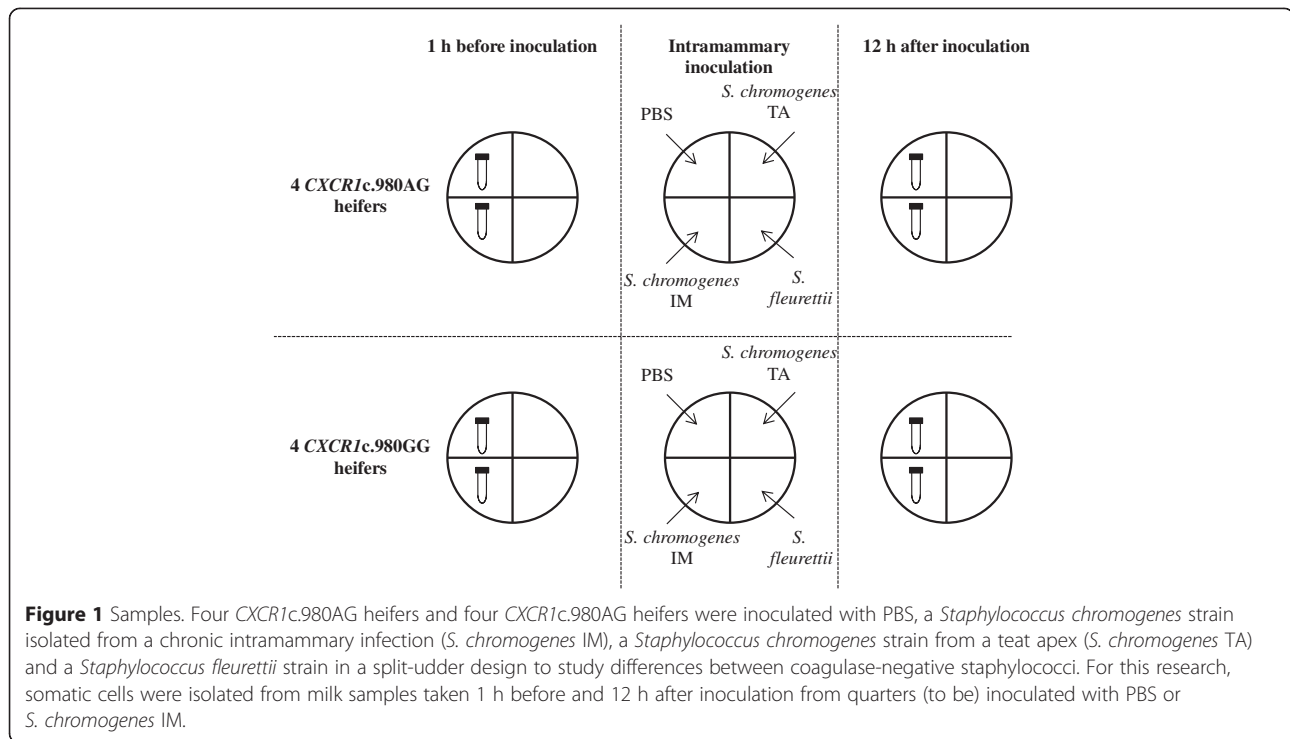 1 h before inoculation
Intramammary
inoculation
12 h after inoculation
S. chromogenes
PBS
TA
4 CXCR1c.980AG
heifers
S. chromogenes
IM
S.
fleurettii
S. chromogenes
PBS
TA
4 CXCR1c.980GG
heifers
S. chromogenes
IM
S.
fleurettii
Figure 1 Samples. Four CXCR1c.980AG heifers and four CXCR1c.980AG heifers were inoculated with PBS, a Staphylococcus chromogenes strain
isolated from a chronic intramammary infection (S. chromogenes IM), a Staphylococcus chromogenes strain from a teat apex (S. chromogenes TA)
and a Staphylococcus fleurettii strain in a split-udder design to study differences between coagulase-negative staphylococci. For this research,
somatic cells were isolated from milk samples taken 1 h before and 12 h after inoculation from quarters (to be) inoculated with PBS or
S. chromogenes IM.